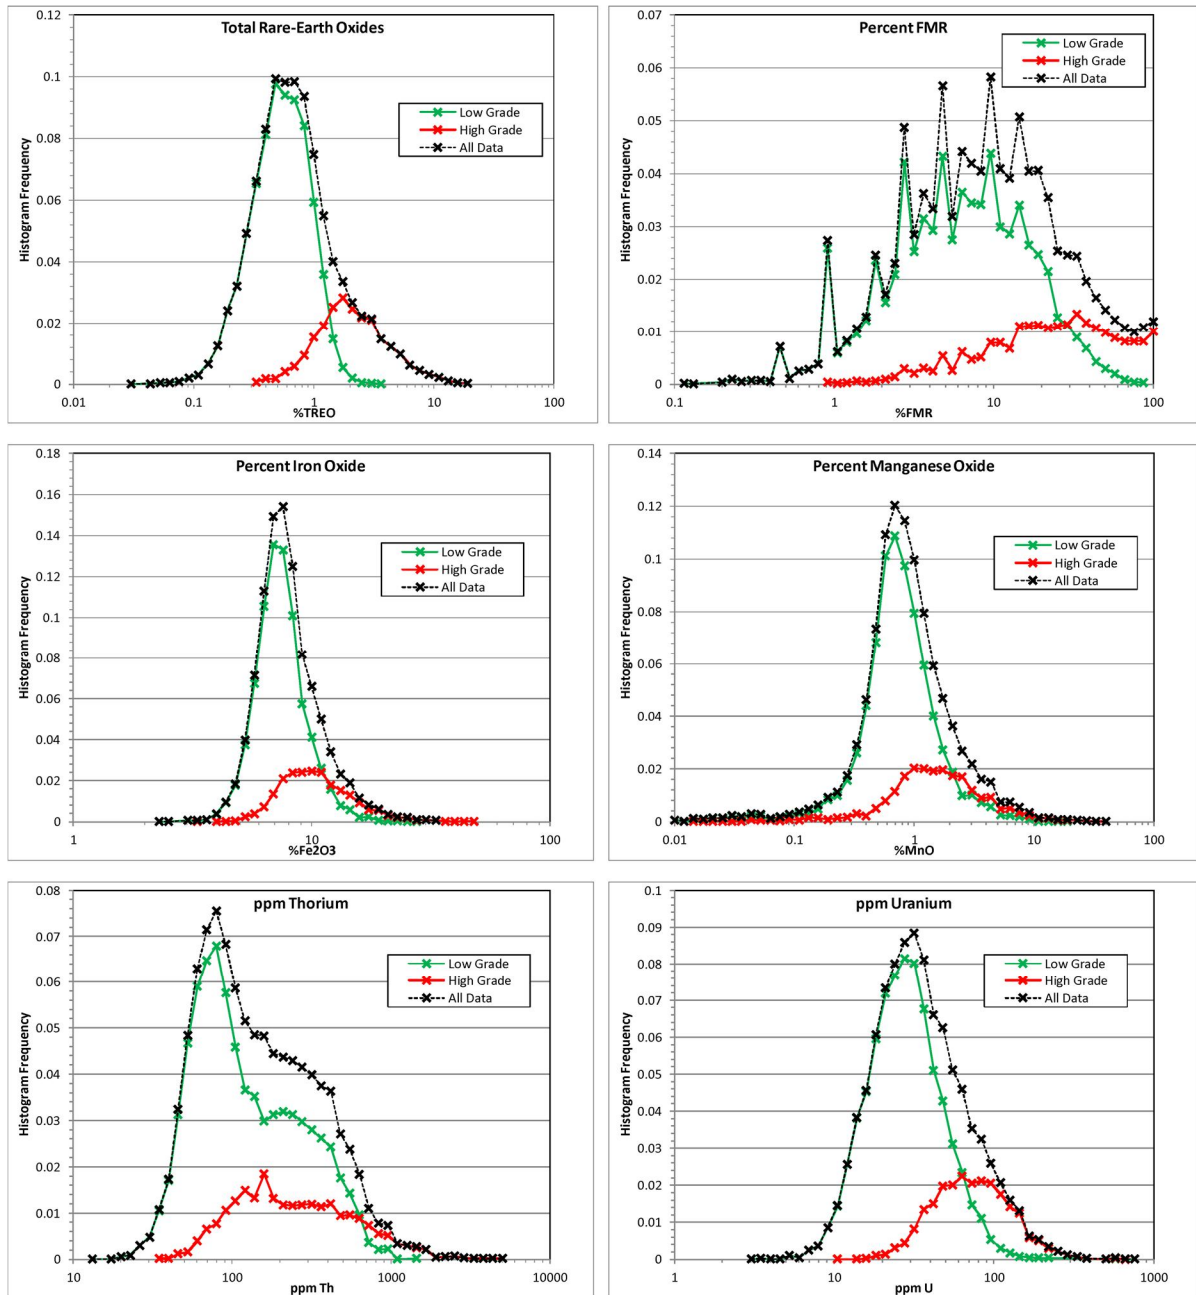 Total Rare-Earth Oxides
Histogram Frequency
0.12
0.1
0.08
0.06
0.04
0.02
0
Low Grade
High Grade
All Data
0.01
0.1
1
10
100
%TREO
Percent FMR
Histogram Frequency
0.07
0.06
0.05
0.04
0.03
0.02
0.01
0
Low Grade
High Grade
All Data
0.1
1
10
100
%FMR
Percent Iron Oxide
Histogram Frequency
0.18
0.16
0.14
0.12
0.1
0.08
0.06
0.04
0.02
0
Low Grade
High Grade
All Data
1
10
100
%Fe2O3
Percent Manganese Oxide
Histogram Frequency
0.14
0.12
0.1
0.08
0.06
0.04
0.02
0
Low Grade
High Grade
All Data
0.01
0.1
1
10
100
%MnO
ppm Thorium
Histogram Frequency
0.08
0.07
0.06
0.05
0.04
0.03
0.02
0.01
0
Low Grade
High Grade
All Data
10
100
1000
10000
ppm Th
ppm Uranium
Histogram Frequency
0.1
0.09
0.08
0.07
0.06
0.05
0.04
0.03
0.02
0.01
0
Low Grade
High Grade
All Data
1
10
100
1000
ppm U